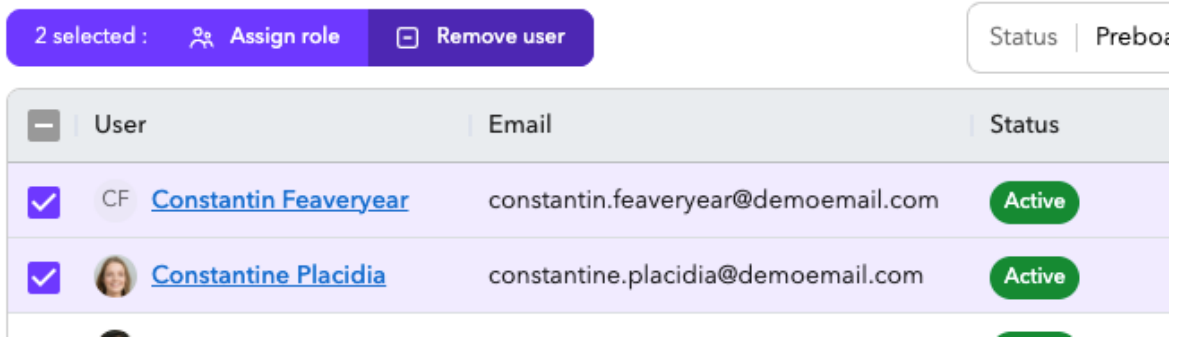 2 selected : Assign role Remove user
Status
User Email Status
CF Constantin Feaveryear constantin.feaveryear@demoemail.com Active
Constantine Placidia constantine.placidia@demoemail.com Active